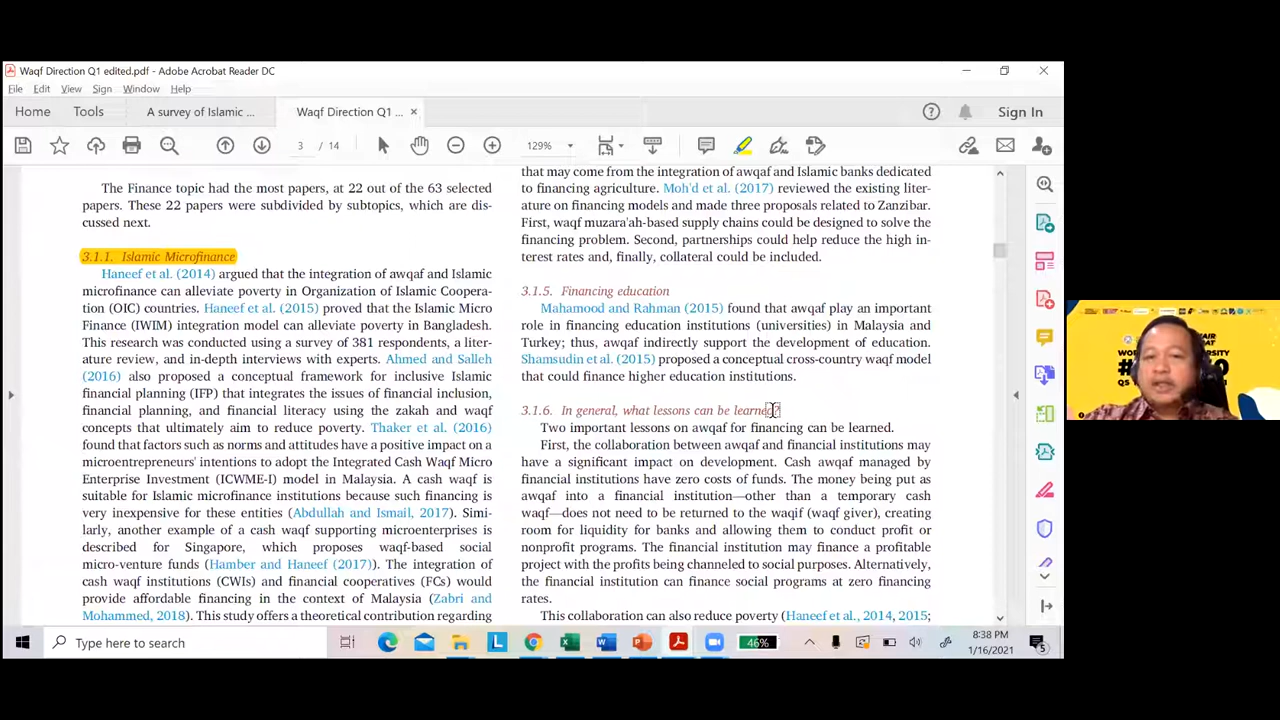 Waqf Direction Q1 edited.pdf - Adobe Acrobat Reader DC
File Edit View Sign Window Help
Home Tools A survey of Islamic ... Waqf Direction Q1 ... Sign In
3 / 14 129%
The Finance topic had the most papers, at 22 out of the 63 selected
papers. These 22 papers were subdivided by subtopics, which are dis-
cussed next.
3.1.1. Islamic Microfinance
Haneef et al. (2014) argued that the integration of awqaf and Islamic
microfinance can alleviate poverty in Organization of Islamic Coopera-
tion (OIC) countries. Haneef et al. (2015) proved that the Islamic Micro
Finance (IWIM) integration model can alleviate poverty in Bangladesh.
This research was conducted using a survey of 381 respondents, a liter-
ature review, and in-depth interviews with experts. Ahmed and Salleh
(2016) also proposed a conceptual framework for inclusive Islamic
financial planning (IFP) that integrates the issues of financial inclusion,
financial planning, and financial literacy using the zakah and waqf
concepts that ultimately aim to reduce poverty. Thaker et al. (2016)
found that factors such as norms and attitudes have a positive impact on a
microentrepreneurs' intentions to adopt the Integrated Cash Waqf Micro
Enterprise Investment (ICWME-I) model in Malaysia. A cash waqf is
suitable for Islamic microfinance institutions because such financing is
very inexpensive for these entities (Abdullah and Ismail, 2017). Simi-
larly, another example of a cash waqf supporting microenterprises is
described for Singapore, which proposes waqf-based social
micro-venture funds (Hamber and Haneef (2017)). The integration of
cash waqf institutions (CWIs) and financial cooperatives (FCs) would
provide affordable financing in the context of Malaysia (Zabri and
Mohammed, 2018). This study offers a theoretical contribution regarding
that may come from the integration of awqaf and Islamic banks dedicated
to financing agriculture. Moh'd et al. (2017) reviewed the existing liter-
ature on financing models and made three proposals related to Zanzibar.
First, waqf muzara'ah-based supply chains could be designed to solve the
financing problem. Second, partnerships could help reduce the high in-
terest rates and, finally, collateral could be included.
3.1.5. Financing education
Mahamood and Rahman (2015) found that awqaf play an important
role in financing education institutions (universities) in Malaysia and
Turkey; thus, awqaf indirectly support the development of education.
Shamsudin et al. (2015) proposed a conceptual cross-country waqf model
that could finance higher education institutions.
3.1.6. In general, what lessons can be learned?
Two important lessons on awqaf for financing can be learned.
First, the collaboration between awqaf and financial institutions may
have a significant impact on development. Cash awqaf managed by
financial institutions have zero costs of funds. The money being put as
awqaf into a financial institution—other than a temporary cash
waqf—does not need to be returned to the waqif (waqf giver), creating
room for liquidity for banks and allowing them to conduct profit or
nonprofit programs. The financial institution may finance a profitable
project with the profits being channeled to social purposes. Alternatively,
the financial institution can finance social programs at zero financing
rates.
This collaboration can also reduce poverty (Haneef et al., 2014, 2015;
Type here to search
46%
8:38 PM
1/16/2021
5